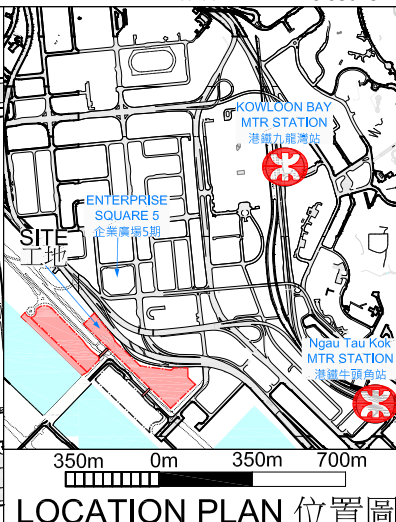 KOWLOON BAY
MTR STATION
港鐵九龍灣站
ENTERPRISE
SQUARE 5
企業廣場5期
SITE
工地
Ngau Tau Kok
MTR STATION
港鐵牛頭角站
350m 0m 350m 700m
LOCATION PLAN 位置圖